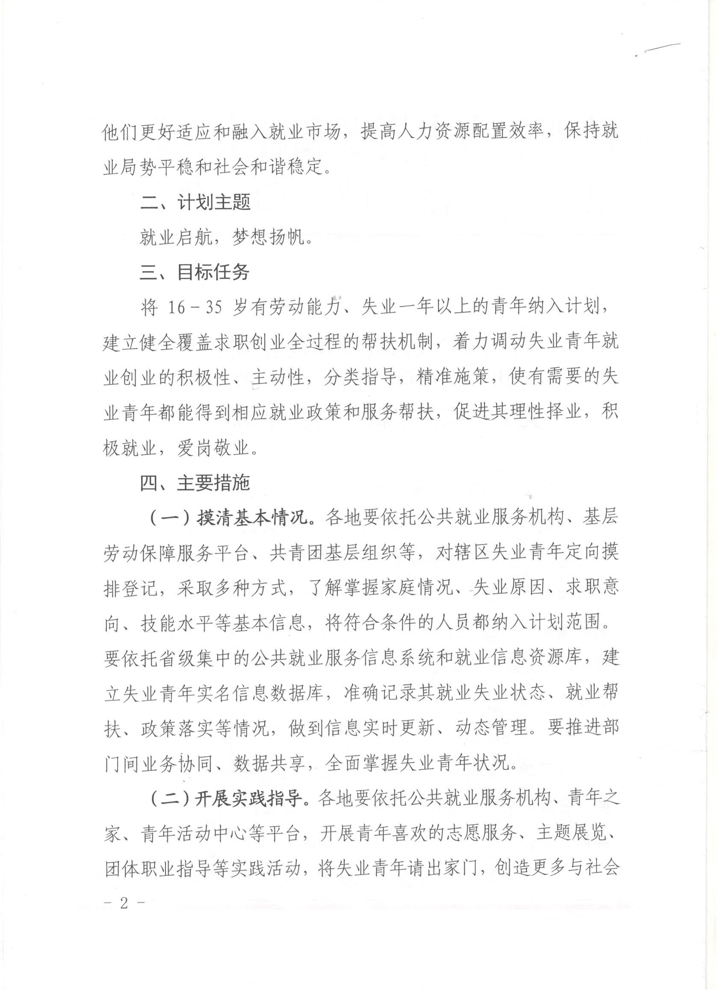 他们更好适应和融入就业市场，提高人力资源配置效率，保持就
业局势平稳和社会和谐稳定。
二、计划主题
就业启航，梦想扬帆。
三、目标任务
将 16－35 岁有劳动能力、失业一年以上的青年纳入计划，
建立健全覆盖求职创业全过程的帮扶机制，着力调动失业青年就
业创业的积极性、主动性，分类指导，精准施策，使有需要的失
业青年都能得到相应就业政策和服务帮扶，促进其理性择业，积
极就业，爱岗敬业。
四、主要措施
（一）摸清基本情况。各地要依托公共就业服务机构、基层
劳动保障服务平台、共青团基层组织等，对辖区失业青年定向摸
排登记，采取多种方式，了解掌握家庭情况、失业原因、求职意
向、技能水平等基本信息，将符合条件的人员都纳入计划范围。
要依托省级集中的公共就业服务信息系统和就业信息资源库，建
立失业青年实名信息数据库，准确记录其就业失业状态、就业帮
扶、政策落实等情况，做到信息实时更新、动态管理。要推进部
门间业务协同、数据共享，全面掌握失业青年状况。
（二）开展实践指导。各地要依托公共就业服务机构、青年之
家、青年活动中心等平台，开展青年喜欢的志愿服务、主题展览、
团体职业指导等实践活动，将失业青年请出家门，创造更多与社会
－ 2 －